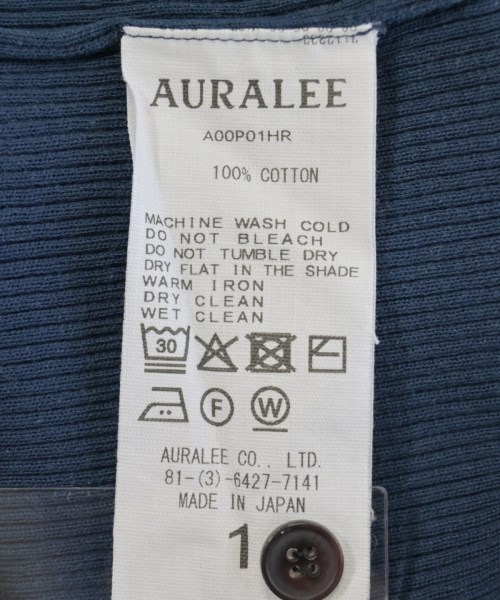 AURALEE
A00P01HR
100% COTTON
MACHINE WASH COLD
DO NOT BLEACH
DO NOT TUMBLE DRY
DRY FLAT IN THE SHADE
WARM IRON
DRY CLEAN
WET CLEAN
30
F W
AURALEE CO., LTD.
81-(3)-6427-7141
MADE IN JAPAN
1